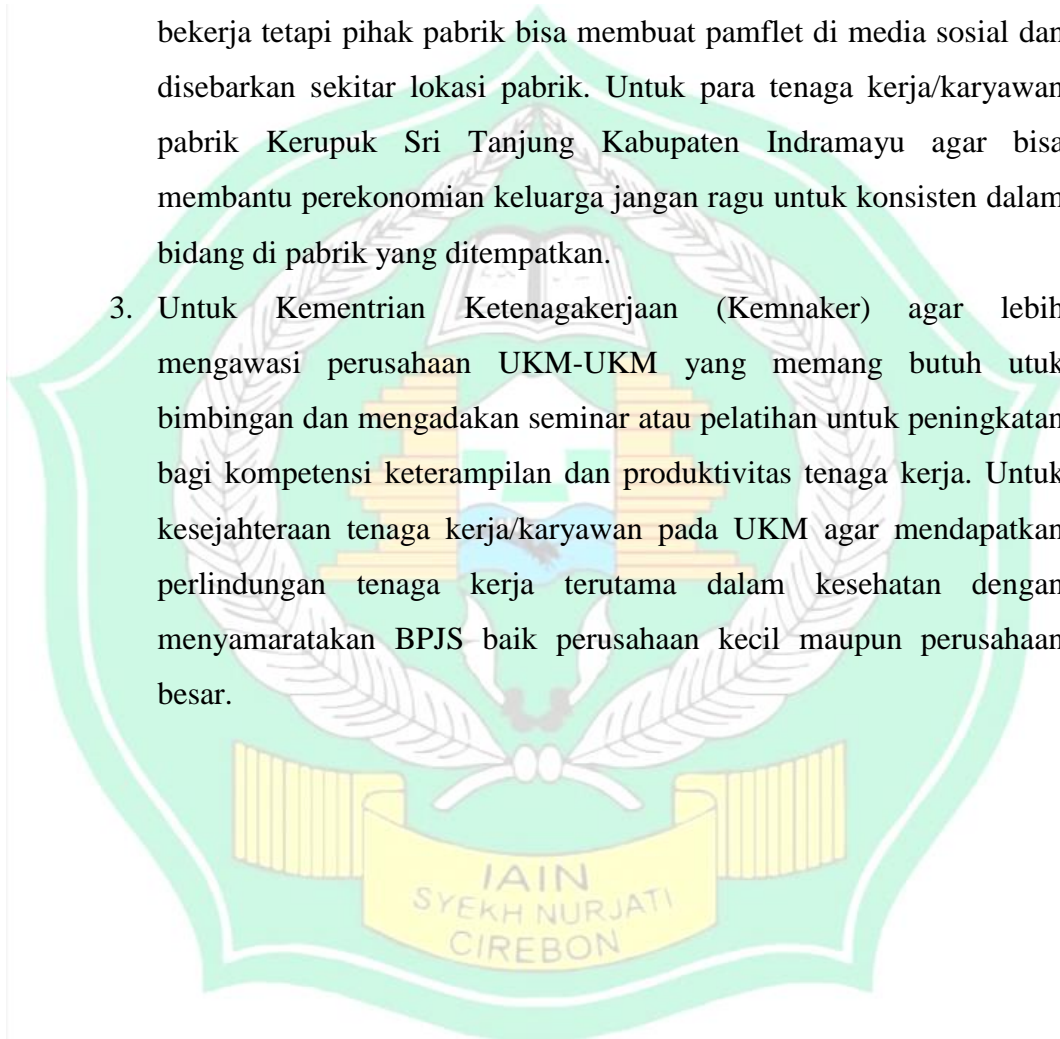 bekerja tetapi pihak pabrik bisa membuat pamflet di media sosial dan
disebarkan sekitar lokasi pabrik. Untuk para tenaga kerja/karyawan
pabrik Kerupuk Sri Tanjung Kabupaten Indramayu agar bisa
membantu perekonomian keluarga jangan ragu untuk konsisten dalam
bidang di pabrik yang ditempatkan.
3. Untuk Kementrian Ketenagakerjaan (Kemnaker) agar lebih
mengawasi perusahaan UKM-UKM yang memang butuh utuk
bimbingan dan mengadakan seminar atau pelatihan untuk peningkatan
bagi kompetensi keterampilan dan produktivitas tenaga kerja. Untuk
kesejahteraan tenaga kerja/karyawan pada UKM agar mendapatkan
perlindungan tenaga kerja terutama dalam kesehatan dengan
menyamaratakan BPJS baik perusahaan kecil maupun perusahaan
besar.
IAIN
SYEKH NURJATI
CIREBON